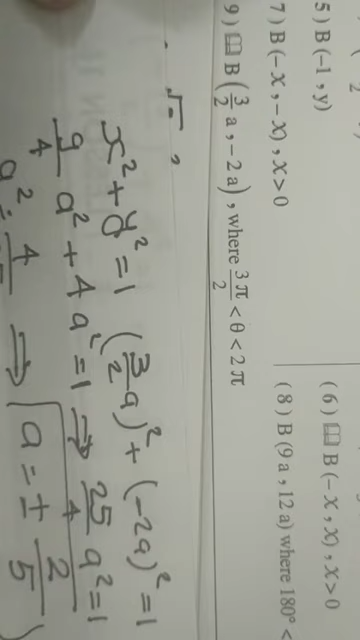 2
5) B(-1, y)
(6) 🕮 B(-x, x), x > 0
7) B(-x, -x), x > 0
(8) B(9a, 12a) where 180° <
9) 🕮 B(3/2 a, -2a), where 3π/2 < θ < 2π
√ ,
x² + y² = 1 (3/2 a)² + (-2a)² = 1
9/4 a² + 4a² = 1 ⇒ 25/4 a² = 1
a² = 4/ ⇒ a = ± 2/5